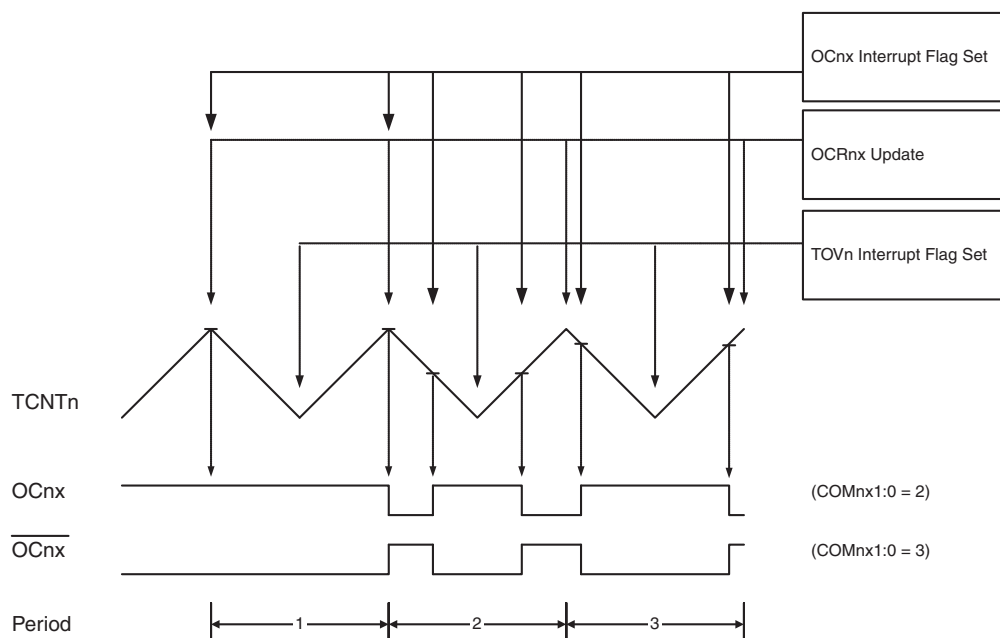 OCnx Interrupt Flag Set
OCRnx Update
TOVn Interrupt Flag Set
TCNTn
OCnx (COMnx1:0 = 2)
OCnx (COMnx1:0 = 3)
Period 1 2 3